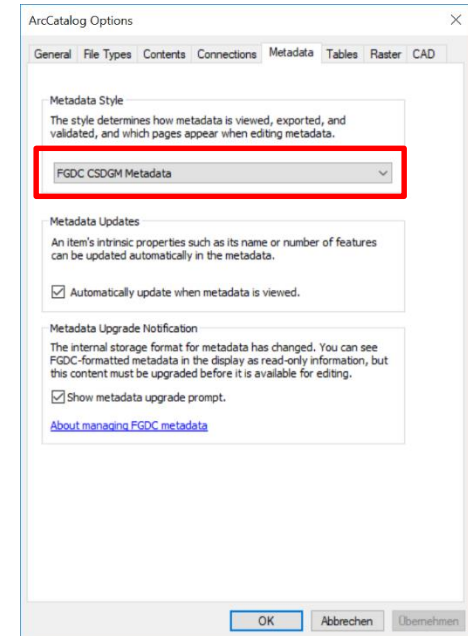 ArcCatalog Options
General File Types Contents Connections Metadata Tables Raster CAD
Metadata Style
The style determines how metadata is viewed, exported, and
validated, and which pages appear when editing metadata.
FGDC CSDGM Metadata
Metadata Updates
An item's intrinsic properties such as its name or number of features
can be updated automatically in the metadata.
Automatically update when metadata is viewed.
Metadata Upgrade Notification
The internal storage format for metadata has changed. You can see
FGDC-formatted metadata in the display as read-only information, but
this content must be upgraded before it is available for editing.
Show metadata upgrade prompt.
About managing FGDC metadata
OK Abbrechen Übernehmen